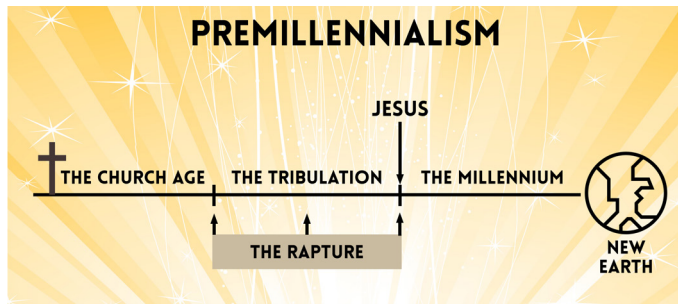 PREMILLENNIALISM
JESUS
THE CHURCH AGE
THE TRIBULATION
THE MILLENNIUM
THE RAPTURE
NEW
EARTH